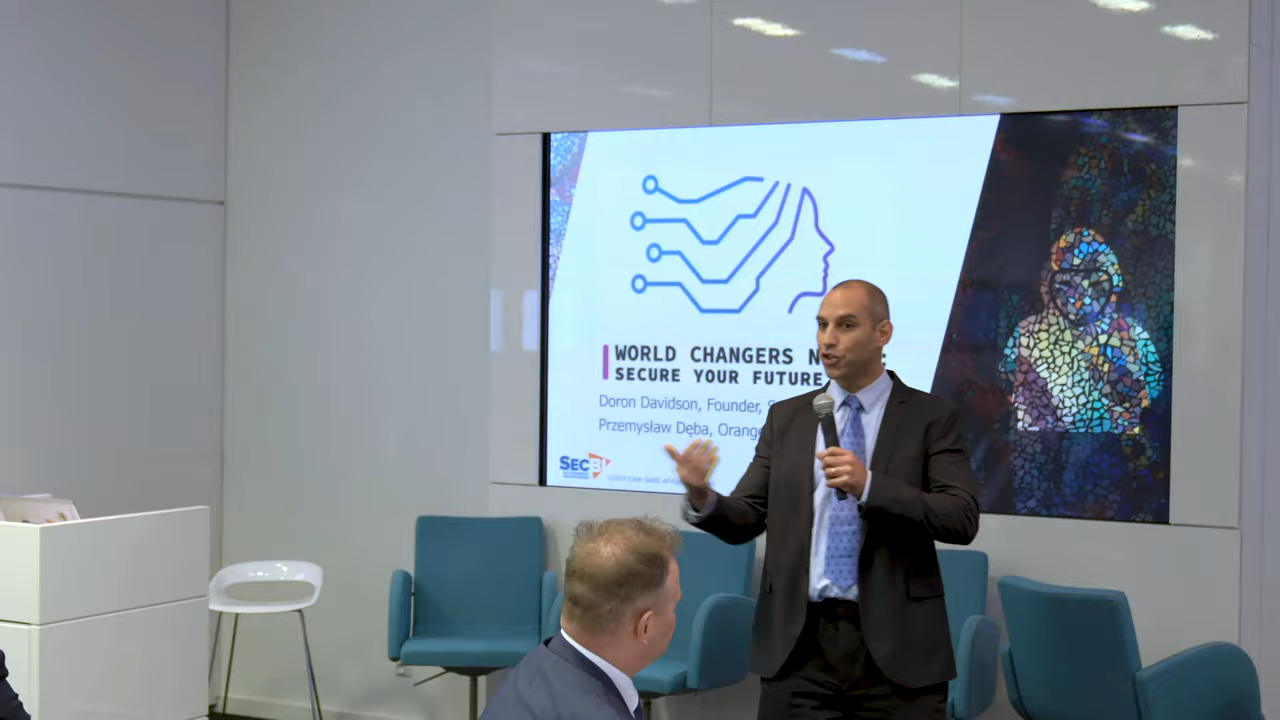 WORLD CHANGERS
SECURE YOUR FUTURE
Doron Davidson, Founder,
Przemysław Dęba, Orange
SecBI